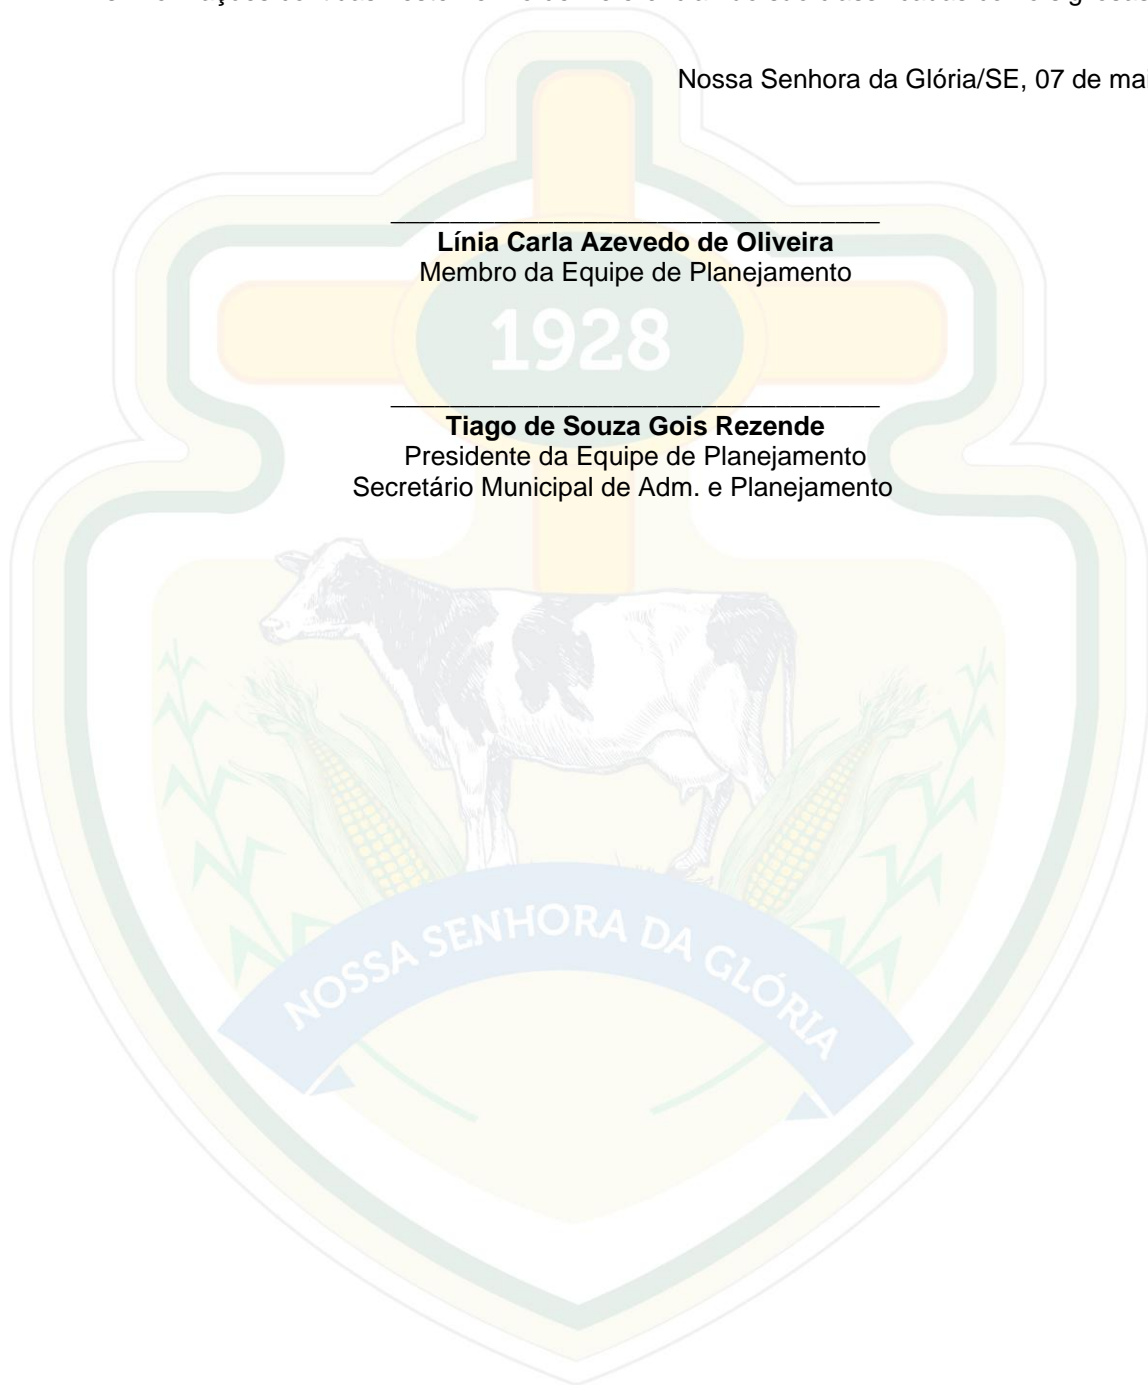 Nossa Senhora da Glória/SE, 07 de mai
Línia Carla Azevedo de Oliveira
Membro da Equipe de Planejamento
1928
Tiago de Souza Gois Rezende
Presidente da Equipe de Planejamento
Secretário Municipal de Adm. e Planejamento
NOSSA SENHORA DA GLÓRIA